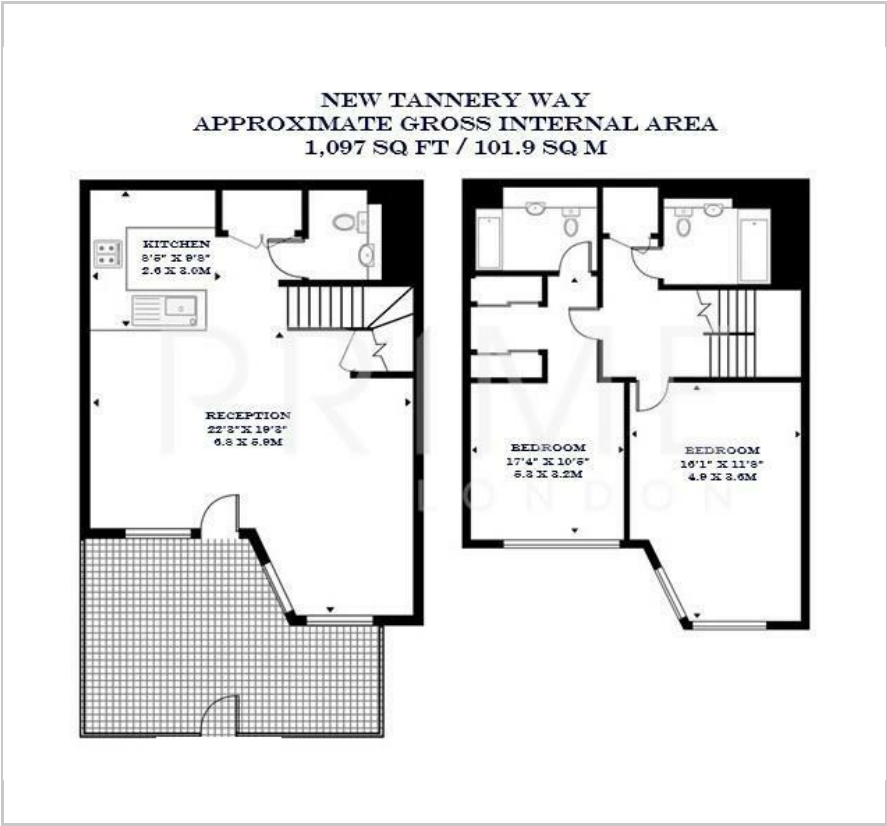 NEW TANNERY WAY
APPROXIMATE GROSS INTERNAL AREA
1,097 SQ FT / 101.9 SQ M
KITCHEN
8'5" X 9'8"
2.6 X 3.0M
RECEPTION
22'3" X 19'3"
6.8 X 5.9M
BEDROOM
17'4" X 10'5"
5.3 X 3.2M
BEDROOM
16'1" X 11'8"
4.9 X 3.6M
PRIME
LONDON